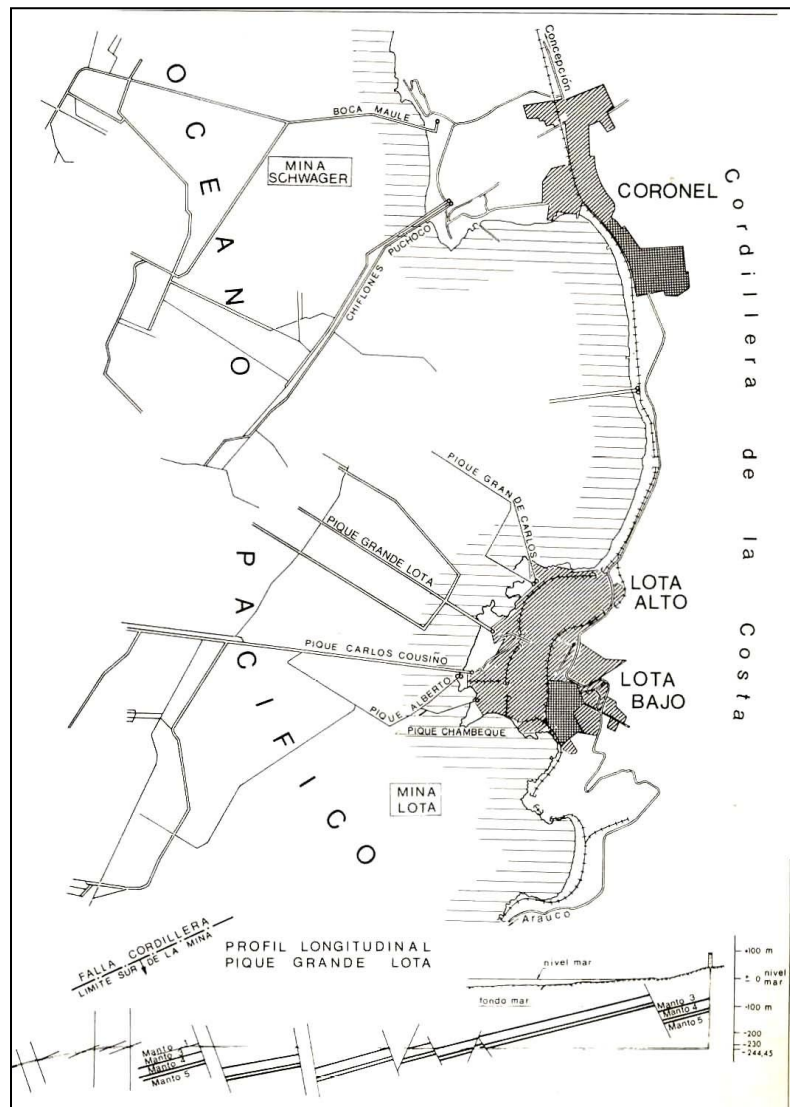 Concepción
OCEANO
BOCA MAULE
MINA
SCHWAGER
CORONEL
CHIFLONES PUCHOCO
Cordillera de la Costa
PIQUE GRANDE CARLOS
PIQUE GRANDE LOTA
PACIFICO
LOTA
ALTO
PIQUE CARLOS COUSIÑO
PIQUE ALBERTO
LOTA
BAJO
PIQUE CHAMBEQUE
MINA
LOTA
Arauco
FALLA CORDILLERA
LIMITE SUR DE LA MINA
PROFIL LONGITUDINAL
PIQUE GRANDE LOTA
nivel mar
fondo mar
+100 m
± 0 nivel
mar
-100 m
-200
-230
-244,45
Manto 3
Manto 4
Manto 5
Manto 1
Manto 3
Manto 4
Manto 5